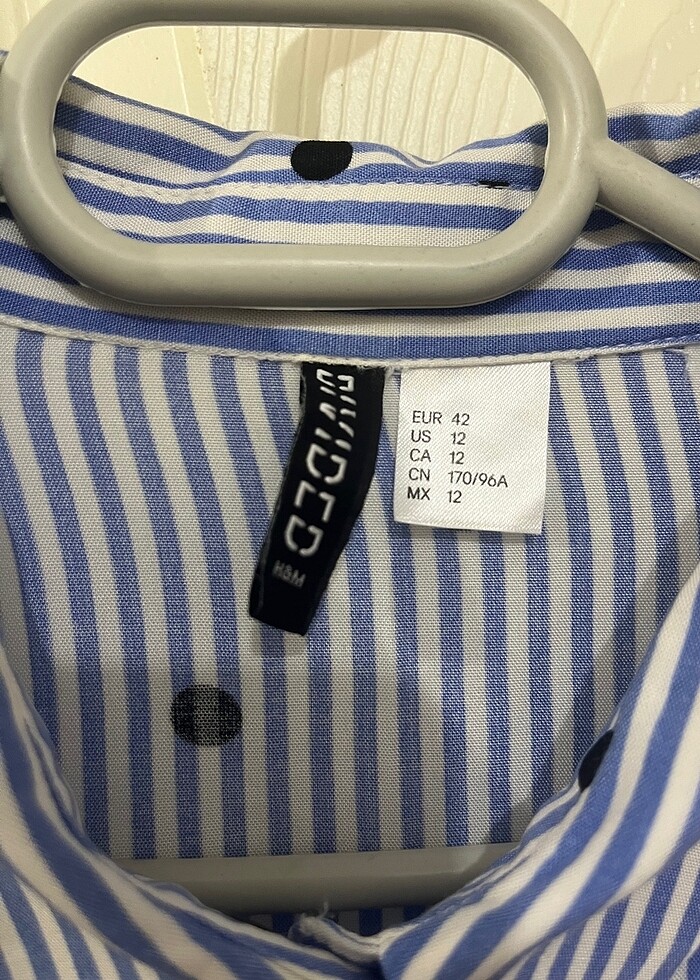 DIVIDED
H&M
EUR 42
US 12
CA 12
CN 170/96A
MX 12